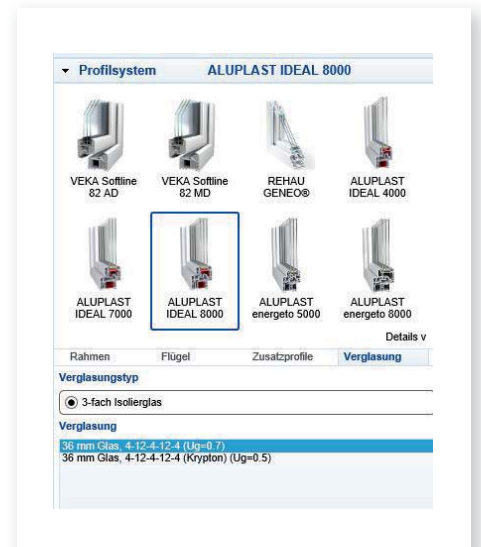 Profilsystem ALUPLAST IDEAL 8000
VEKA Softline
82 AD
VEKA Softline
82 MD
REHAU
GENEO®
ALUPLAST
IDEAL 4000
ALUPLAST
IDEAL 7000
ALUPLAST
IDEAL 8000
ALUPLAST
energeto 5000
ALUPLAST
energeto 8000
Details v
Rahmen Flügel Zusatzprofile Verglasung
Verglasungstyp
3-fach Isolierglas
Verglasung
36 mm Glas, 4-12-4-12-4 (Ug=0.7)
36 mm Glas, 4-12-4-12-4 (Krypton) (Ug=0.5)